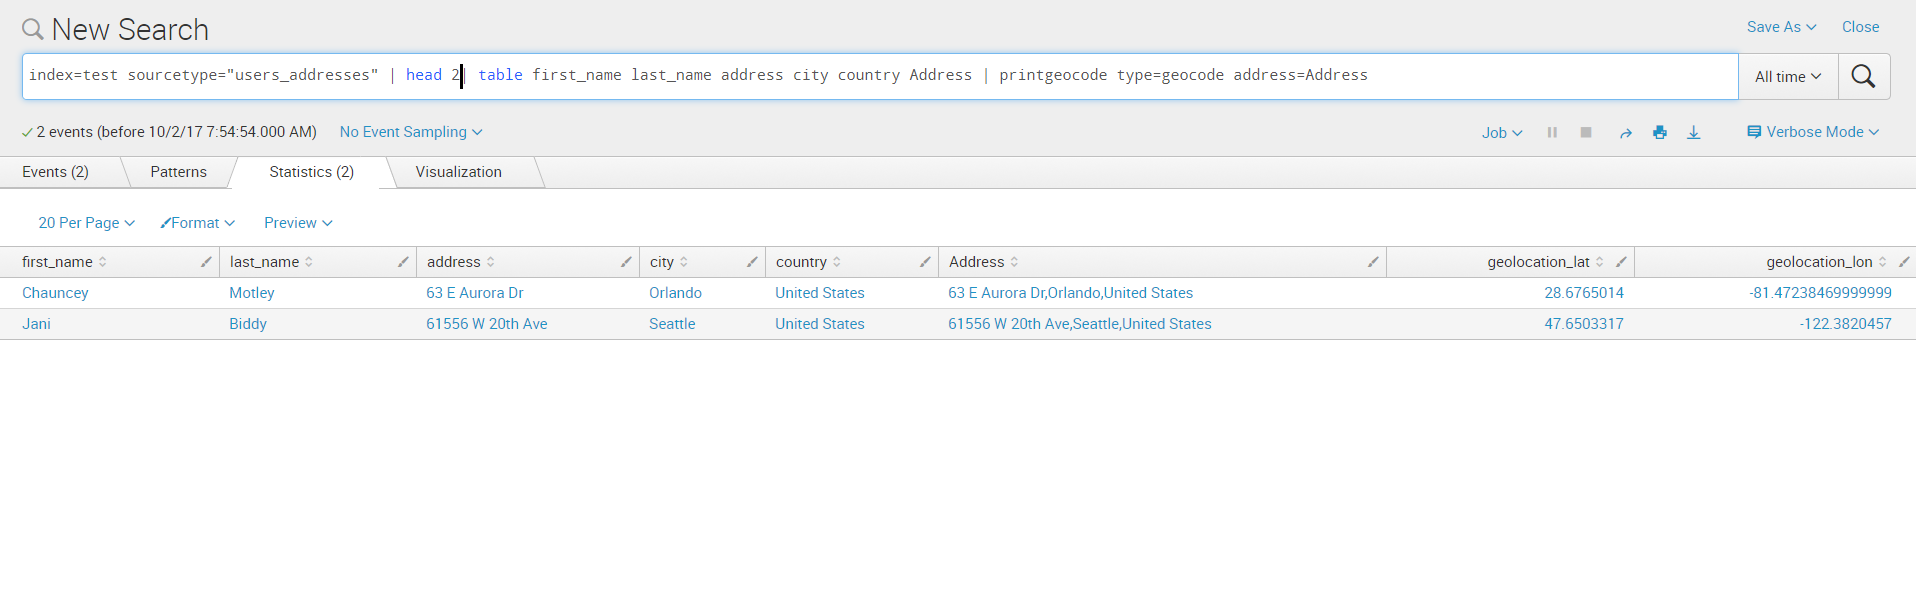 New Search
Save As Close
index=test sourcetype="users_addresses" | head 2| table first_name last_name address city country Address | printgeocode type=geocode address=Address
All time
2 events (before 10/2/17 7:54:54.000 AM) No Event Sampling
Job Verbose Mode
Events (2) Patterns Statistics (2) Visualization
20 Per Page Format Preview
first_name last_name address city country Address geolocation_lat geolocation_lon
Chauncey Motley 63 E Aurora Dr Orlando United States 63 E Aurora Dr,Orlando,United States 28.6765014 -81.47238469999999
Jani Biddy 61556 W 20th Ave Seattle United States 61556 W 20th Ave,Seattle,United States 47.6503317 -122.3820457